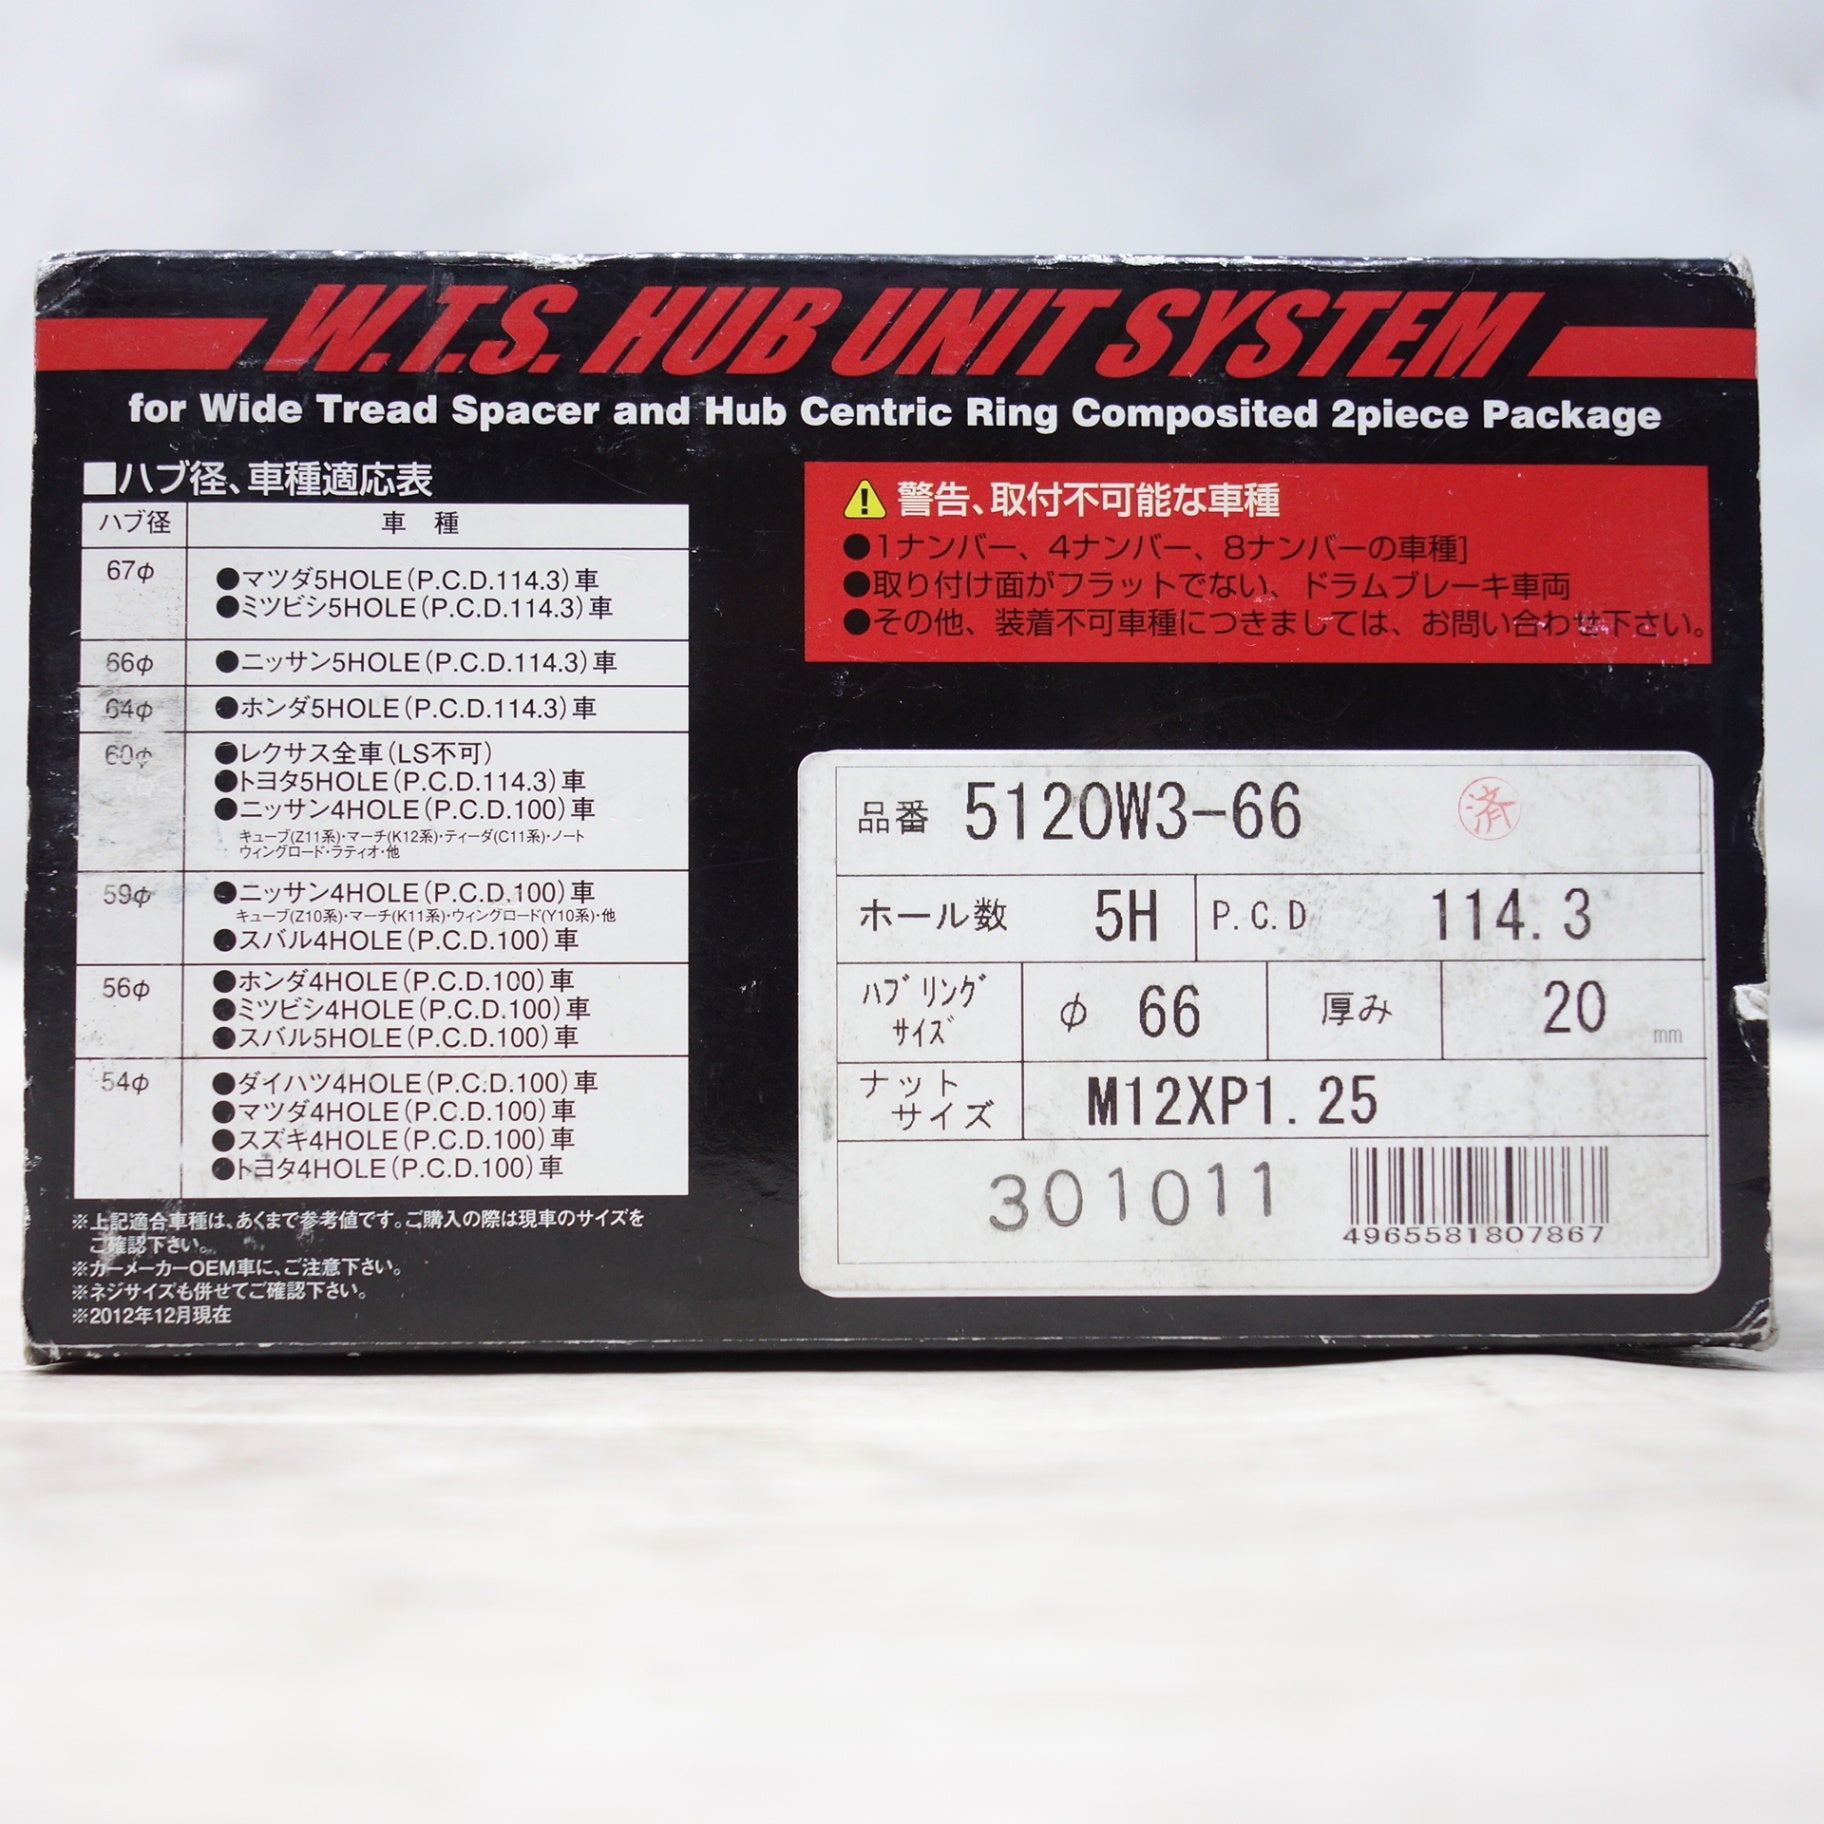 W.T.S. HUB UNIT SYSTEM
for Wide Tread Spacer and Hub Centric Ring Composited 2piece Package
■ハブ径、車種適応表
ハブ径 車 種
67φ
●マツダ5HOLE(P.C.D.114.3)車
●ミツビシ5HOLE(P.C.D.114.3)車
66φ ●ニッサン5HOLE(P.C.D.114.3)車
64φ ●ホンダ5HOLE(P.C.D.114.3)車
60φ ●レクサス全車(LS不可)
●トヨタ5HOLE(P.C.D.114.3)車
●ニッサン4HOLE(P.C.D.100)車
キューブ(Z11系)・マーチ(K12系)・ティーダ(C11系)・ノート
ウィングロード・ラティオ・他
59φ ●ニッサン4HOLE(P.C.D.100)車
キューブ(Z10系)・マーチ(K11系)・ウィングロード(Y10系)・他
●スバル4HOLE(P.C.D.100)車
56φ ●ホンダ4HOLE(P.C.D.100)車
●ミツビシ4HOLE(P.C.D.100)車
●スバル5HOLE(P.C.D.100)車
54φ ●ダイハツ4HOLE(P.C.D.100)車
●マツダ4HOLE(P.C.D.100)車
●スズキ4HOLE(P.C.D.100)車
●トヨタ4HOLE(P.C.D.100)車
※上記適合車種は、あくまで参考値です。ご購入の際は現車のサイズを
ご確認下さい。
※カーメーカーOEM車に、ご注意下さい。
※ネジサイズも併せてご確認下さい。
※2012年12月現在
警告、取付不可能な車種
●1ナンバー、4ナンバー、8ナンバーの車種]
●取り付け面がフラットでない、ドラムブレーキ車両
●その他、装着不可車種につきましては、お問い合わせ下さい。
品番 5120W3-66 済
ホール数 5H P.C.D 114.3
ハブリング
サイズ φ 66 厚み 20 mm
ナット
サイズ M12XP1.25
301011
4965581807867